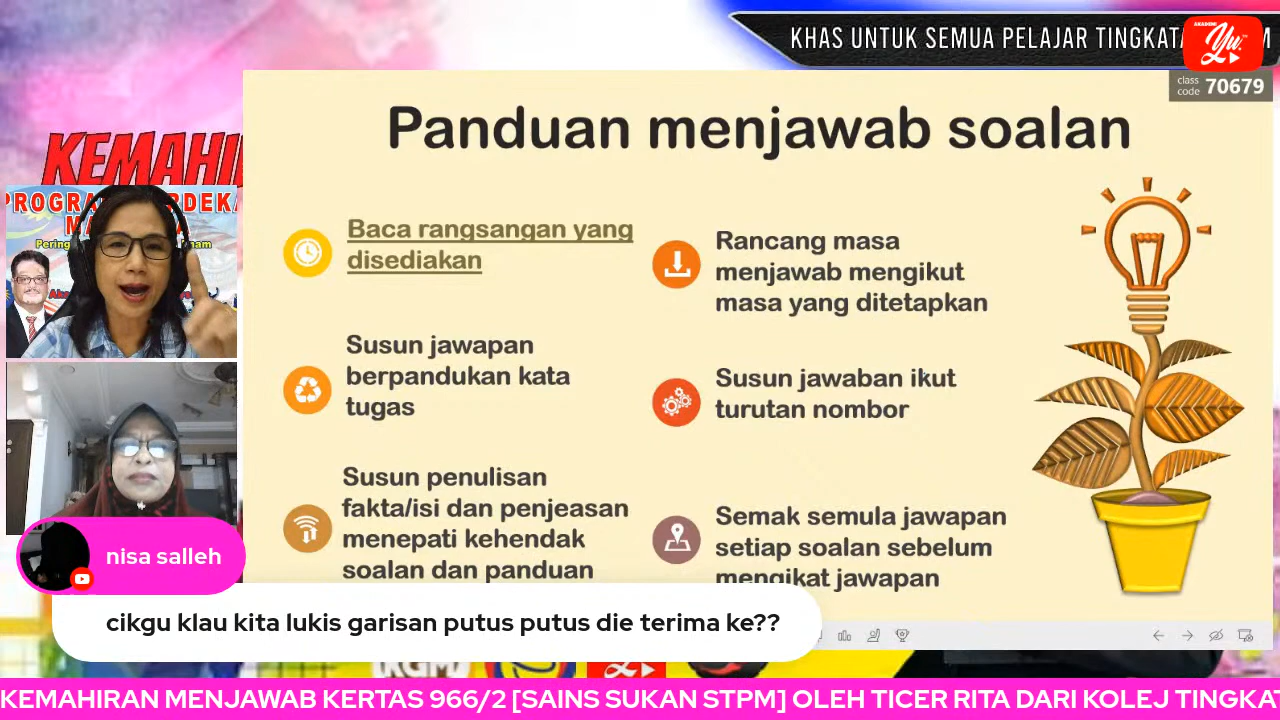 KHAS UNTUK SEMUA PELAJAR
AKADEMI
Yu.
class
code 70679
Panduan menjawab soalan
KEMAHI
PROGRAM
Baca rangsangan yang
disediakan
Susun jawapan
berpandukan kata
tugas
Susun penulisan
fakta/isi dan penjeasan
menepati kehendak
soalan dan panduan
Rancang masa
menjawab mengikut
masa yang ditetapkan
Susun jawaban ikut
turutan nombor
Semak semula jawapan
setiap soalan sebelum
mengikat jawapan
nisa salleh
cikgu klau kita lukis garisan putus putus die terima ke??
KEMAHIRAN MENJAWAB KERTAS 966/2 [SAINS SUKAN STPM] OLEH TICER RITA DARI KOLEJ